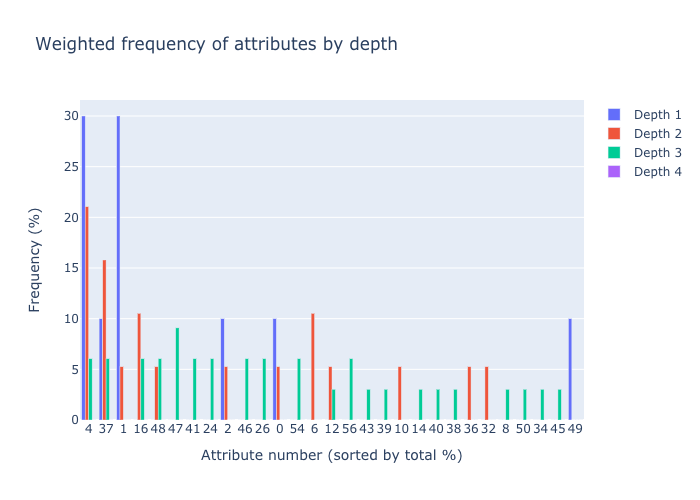 Weighted frequency of attributes by depth
Depth 1
Depth 2
Depth 3
Depth 4
Frequency (%)
30
25
20
15
10
5
0
4 37 1 16 48 47 41 24 2 46 26 0 54 6 12 56 43 39 10 14 40 38 36 32 8 50 34 45 49
Attribute number (sorted by total %)